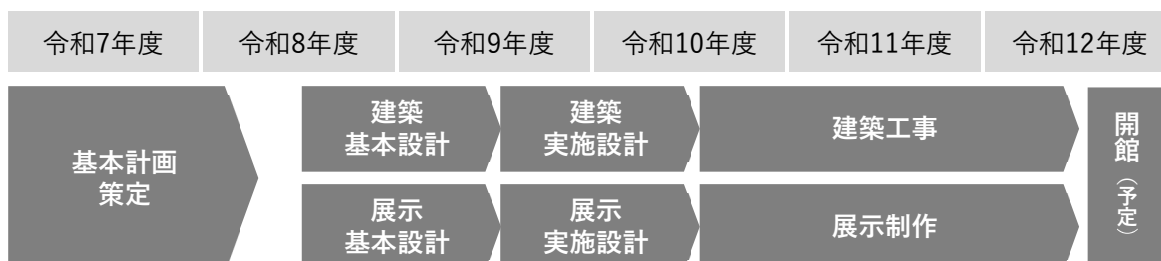 令和7年度
令和8年度
令和9年度
令和10年度
令和11年度
令和12年度
基本計画
策定
建築
基本設計
建築
実施設計
建築工事
展示
基本設計
展示
実施設計
展示制作
開館（予定）